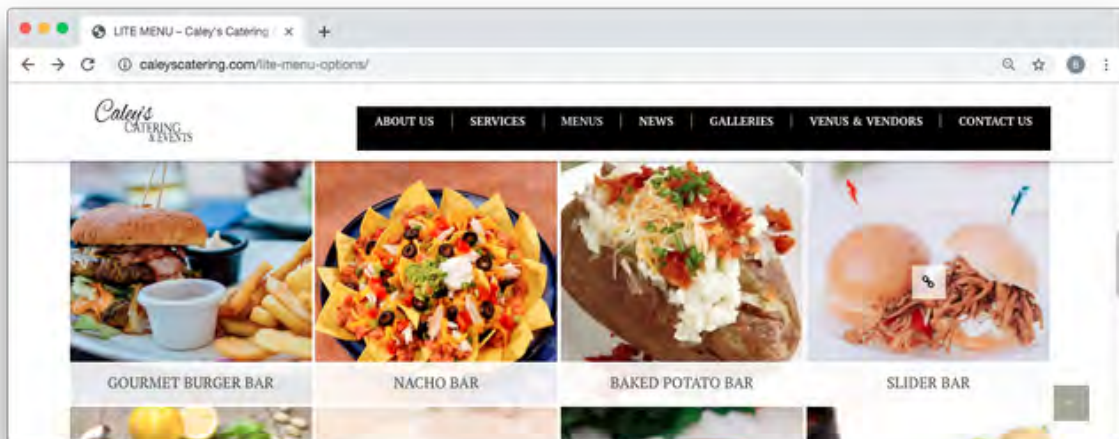 LITE MENU – Caley's Catering
caleyscatering.com/lite-menu-options/
Caley's
CATERING
& EVENTS
ABOUT US | SERVICES | MENUS | NEWS | GALLERIES | VENUS & VENDORS | CONTACT US
GOURMET BURGER BAR
NACHO BAR
BAKED POTATO BAR
SLIDER BAR